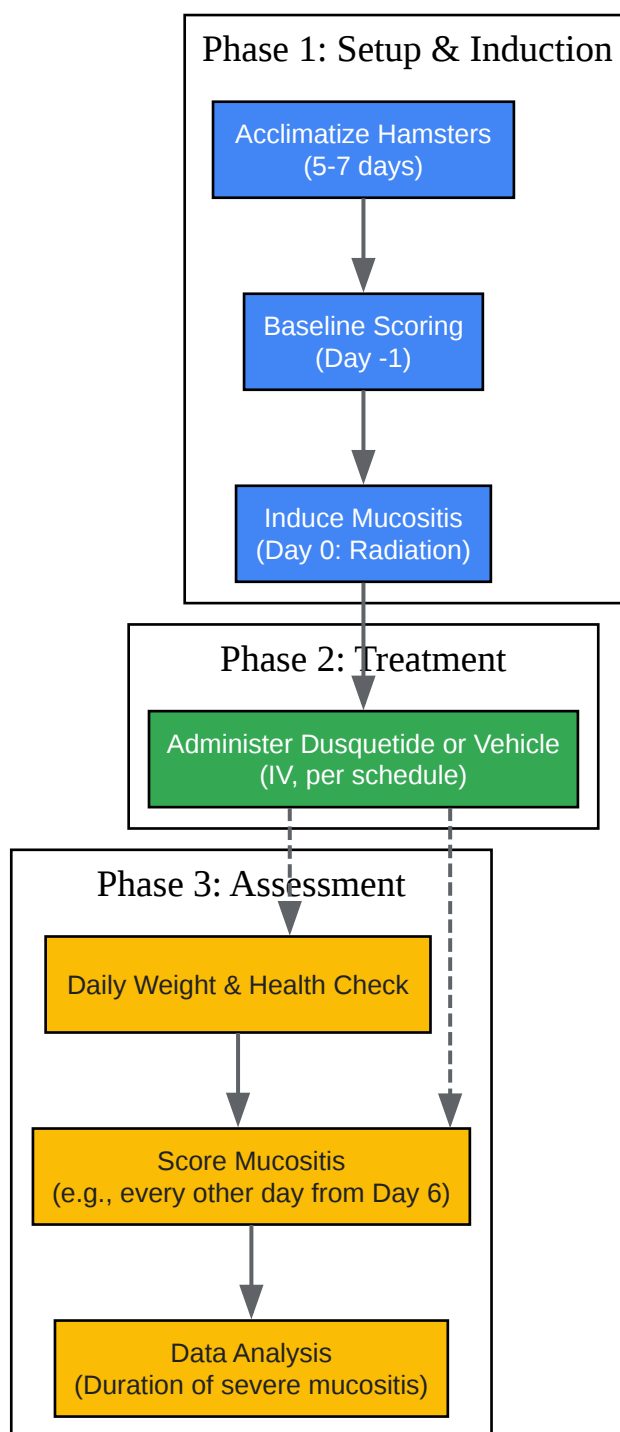 Phase 1: Setup & Induction
Acclimatize Hamsters
(5-7 days)
Baseline Scoring
(Day -1)
Induce Mucositis
(Day 0: Radiation)
Phase 2: Treatment
Administer Dusquetide or Vehicle
(IV, per schedule)
Phase 3: Assessment
Daily Weight & Health Check
Score Mucositis
(e.g., every other day from Day 6)
Data Analysis
(Duration of severe mucositis)